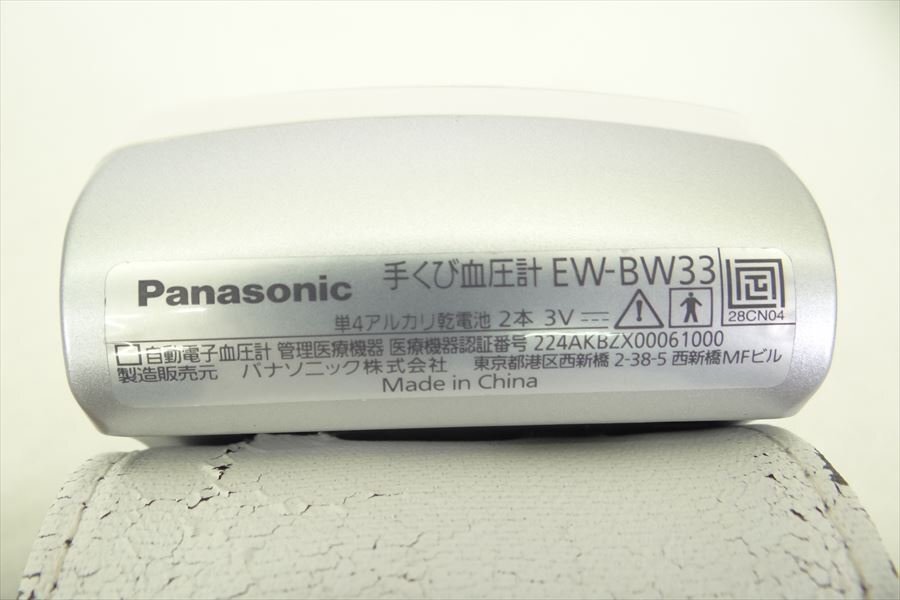 Panasonic 手くび血圧計 EW-BW33
単4アルカリ乾電池 2本 3V
28CN04
自動電子血圧計 管理医療機器 医療機器認証番号 224AKBZX00061000
製造販売元 パナソニック株式会社 東京都港区西新橋 2-38-5 西新橋MFビル
Made in China